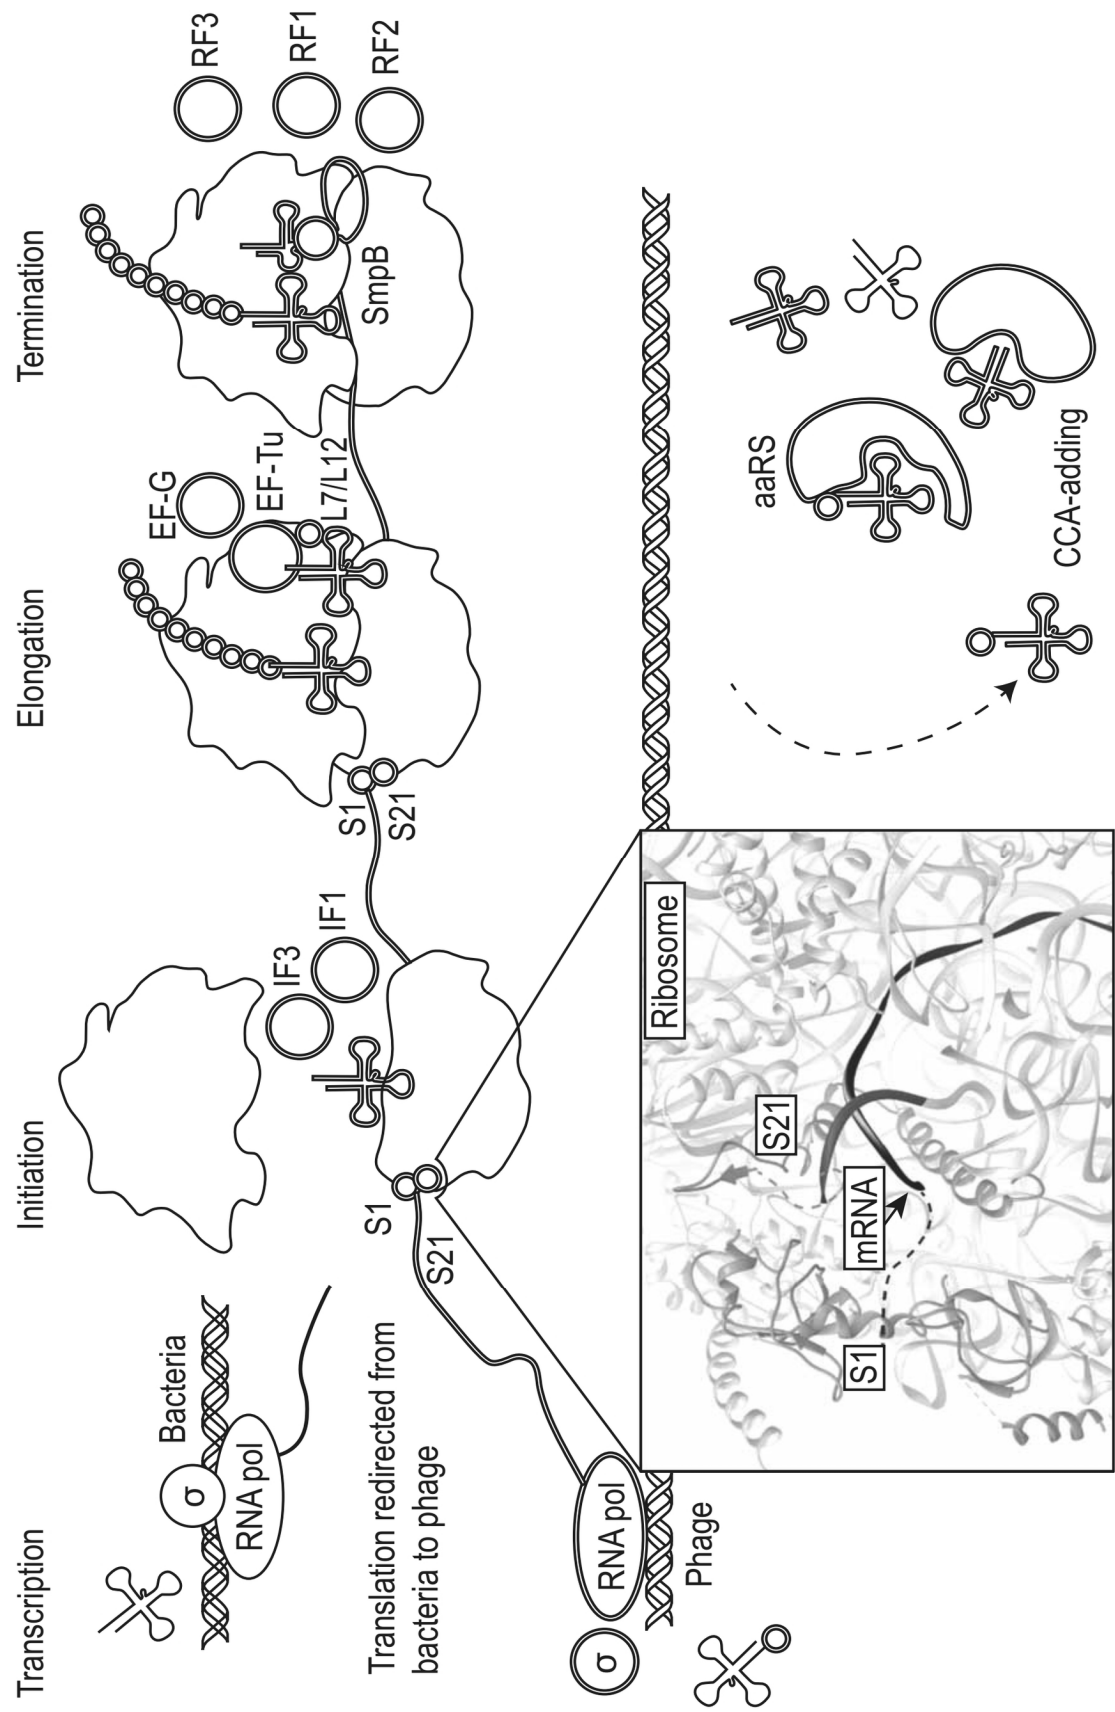 Transcription
Initiation
Elongation
Termination
Bacteria
σ
RNA pol
Translation redirected from
bacteria to phage
σ
RNA pol
Phage
S1
S21
IF3
IF1
S1
S21
EF-G
EF-Tu
L7/L12
SmpB
RF3
RF1
RF2
Ribosome
S21
mRNA
S1
aaRS
CCA-adding